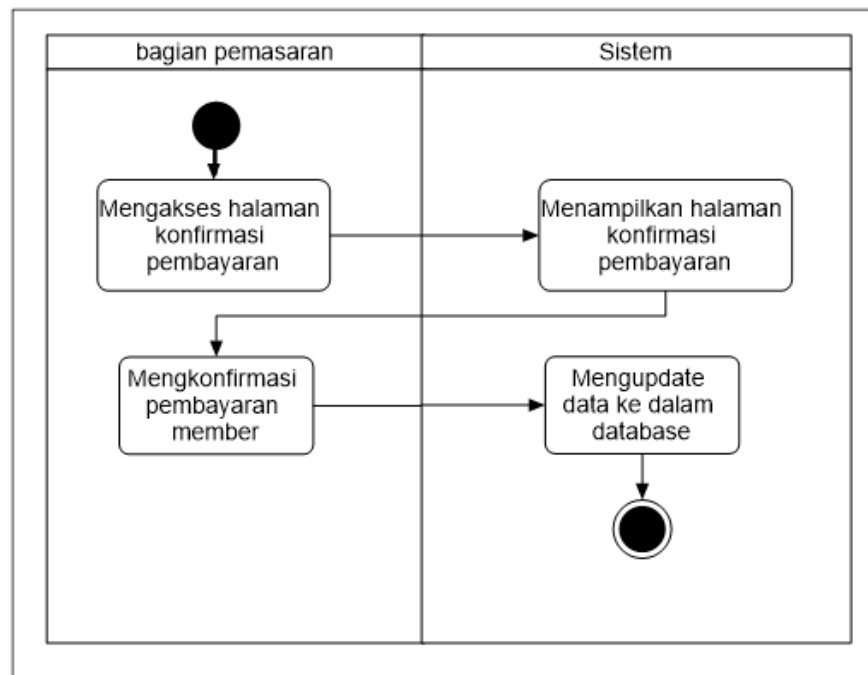 bagian pemasaran
Sistem
Mengakses halaman
konfirmasi
pembayaran
Menampilkan halaman
konfirmasi
pembayaran
Mengkonfirmasi
pembayaran
member
Mengupdate
data ke dalam
database